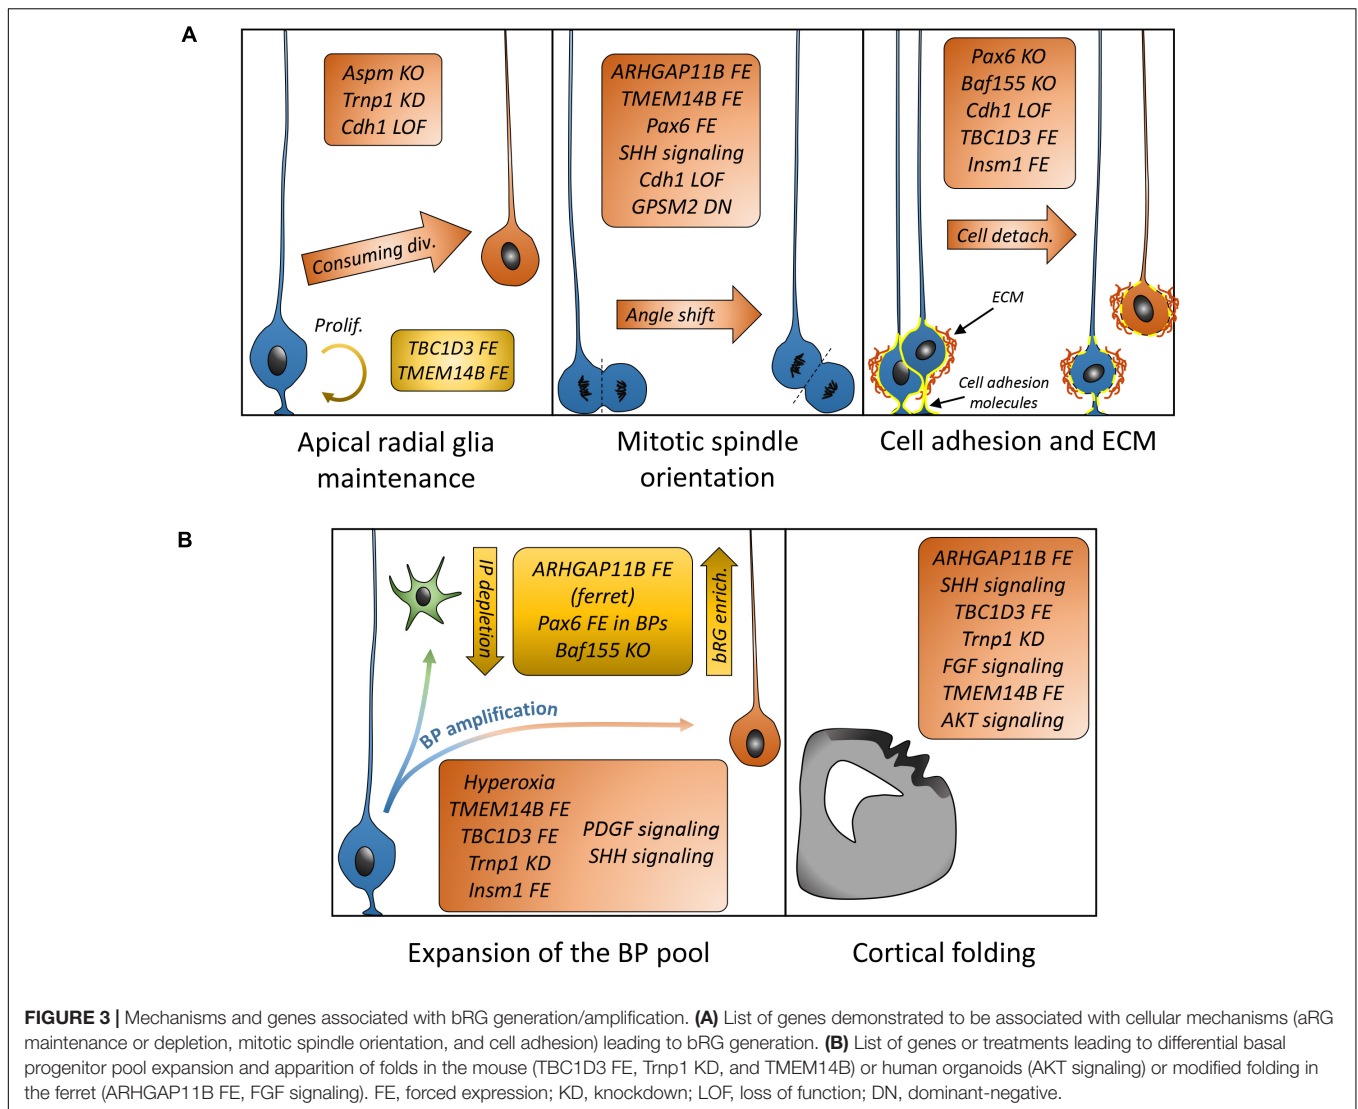 A
Aspm KO
Trnp1 KD
Cdh1 LOF
Consuming div.
Prolif.
TBC1D3 FE
TMEM14B FE
Apical radial glia
maintenance
ARHGAP11B FE
TMEM14B FE
Pax6 FE
SHH signaling
Cdh1 LOF
GPSM2 DN
Angle shift
Mitotic spindle
orientation
Pax6 KO
Baf155 KO
Cdh1 LOF
TBC1D3 FE
Insm1 FE
Cell detach.
ECM
Cell adhesion
molecules
Cell adhesion and ECM
B
IP depletion
ARHGAP11B FE
(ferret)
Pax6 FE in BPs
Baf155 KO
bRG enrich.
BP amplification
Hyperoxia
TMEM14B FE
TBC1D3 FE
Trnp1 KD
Insm1 FE
PDGF signaling
SHH signaling
Expansion of the BP pool
ARHGAP11B FE
SHH signaling
TBC1D3 FE
Trnp1 KD
FGF signaling
TMEM14B FE
AKT signaling
Cortical folding
FIGURE 3 | Mechanisms and genes associated with bRG generation/amplification. (A) List of genes demonstrated to be associated with cellular mechanisms (aRG
maintenance or depletion, mitotic spindle orientation, and cell adhesion) leading to bRG generation. (B) List of genes or treatments leading to differential basal
progenitor pool expansion and apparition of folds in the mouse (TBC1D3 FE, Trnp1 KD, and TMEM14B) or human organoids (AKT signaling) or modified folding in
the ferret (ARHGAP11B FE, FGF signaling). FE, forced expression; KD, knockdown; LOF, loss of function; DN, dominant-negative.